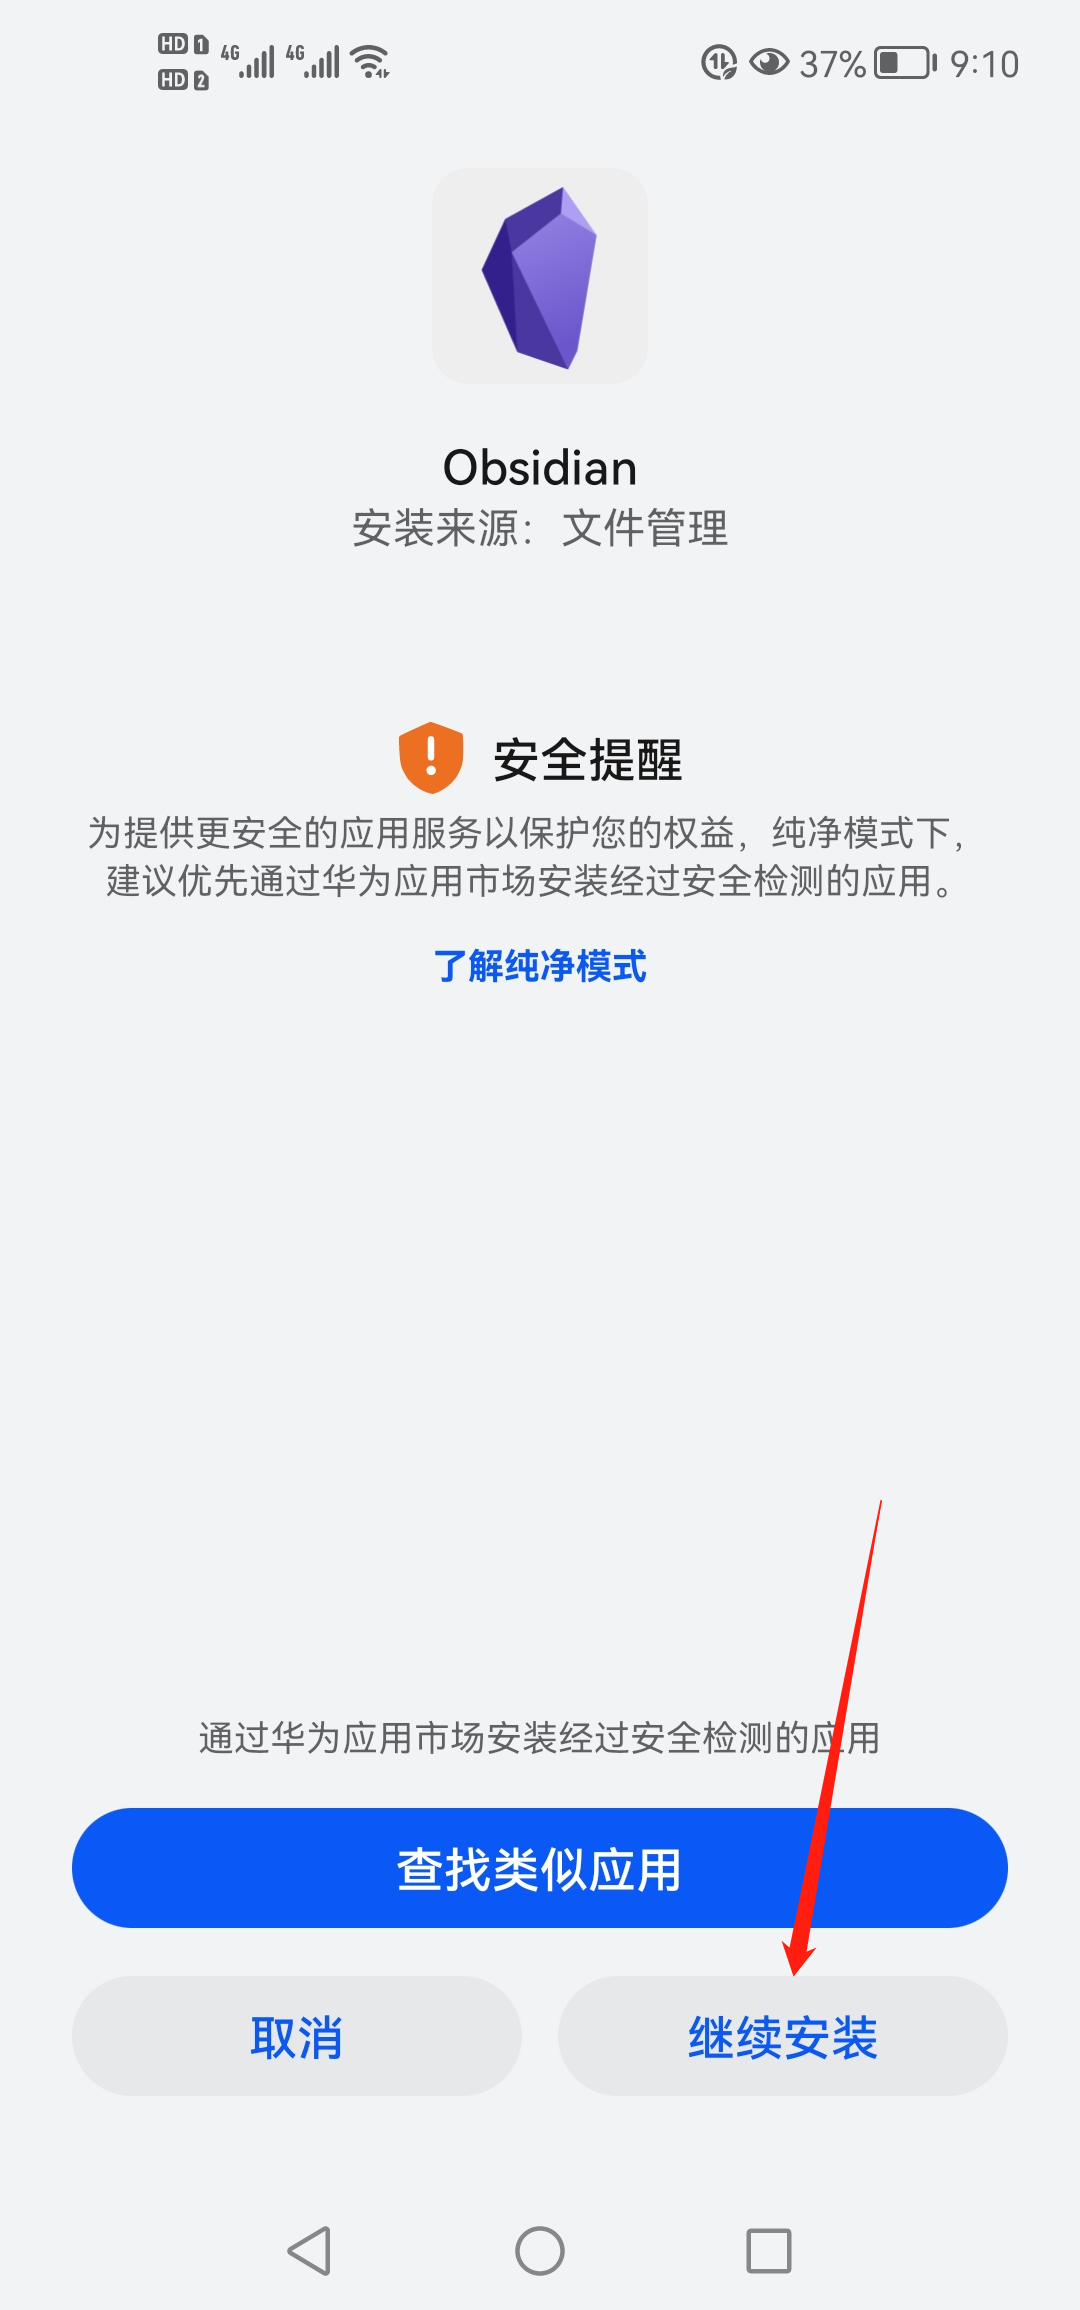 HD 1 4G 4G 37% 9:10
HD 2
Obsidian
安装来源：文件管理
安全提醒
为提供更安全的应用服务以保护您的权益，纯净模式下，
建议优先通过华为应用市场安装经过安全检测的应用。
了解纯净模式
通过华为应用市场安装经过安全检测的应用
查找类似应用
取消 继续安装